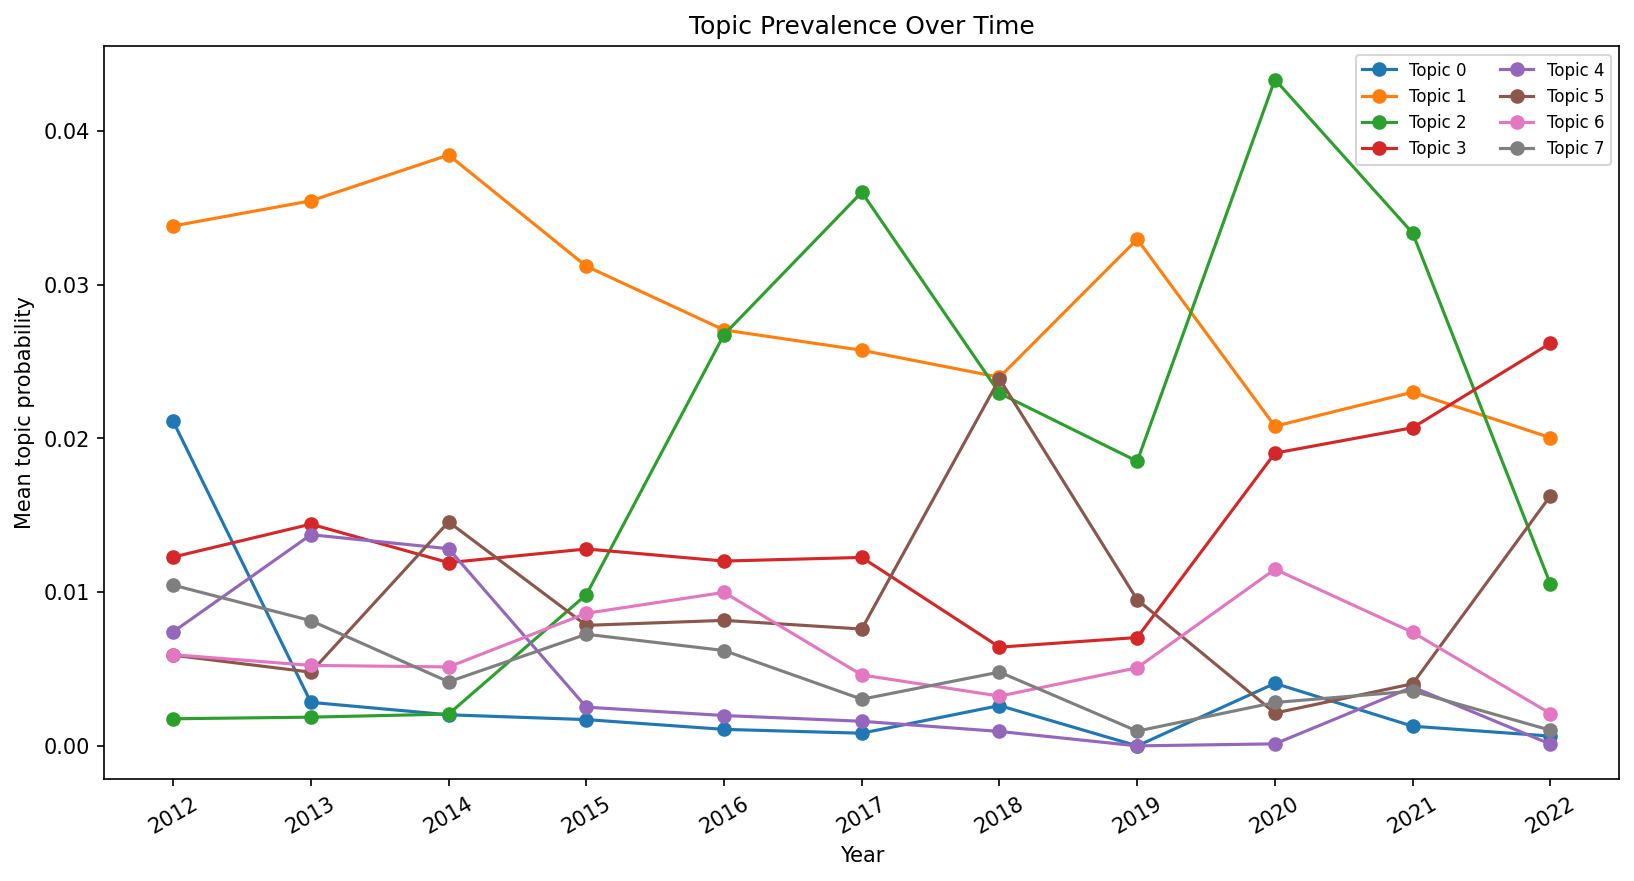 Topic Prevalence Over Time
Topic 0
Topic 1
Topic 2
Topic 3
Topic 4
Topic 5
Topic 6
Topic 7
Mean topic probability
0.04
0.03
0.02
0.01
0.00
2012 2013 2014 2015 2016 2017 2018 2019 2020 2021 2022
Year